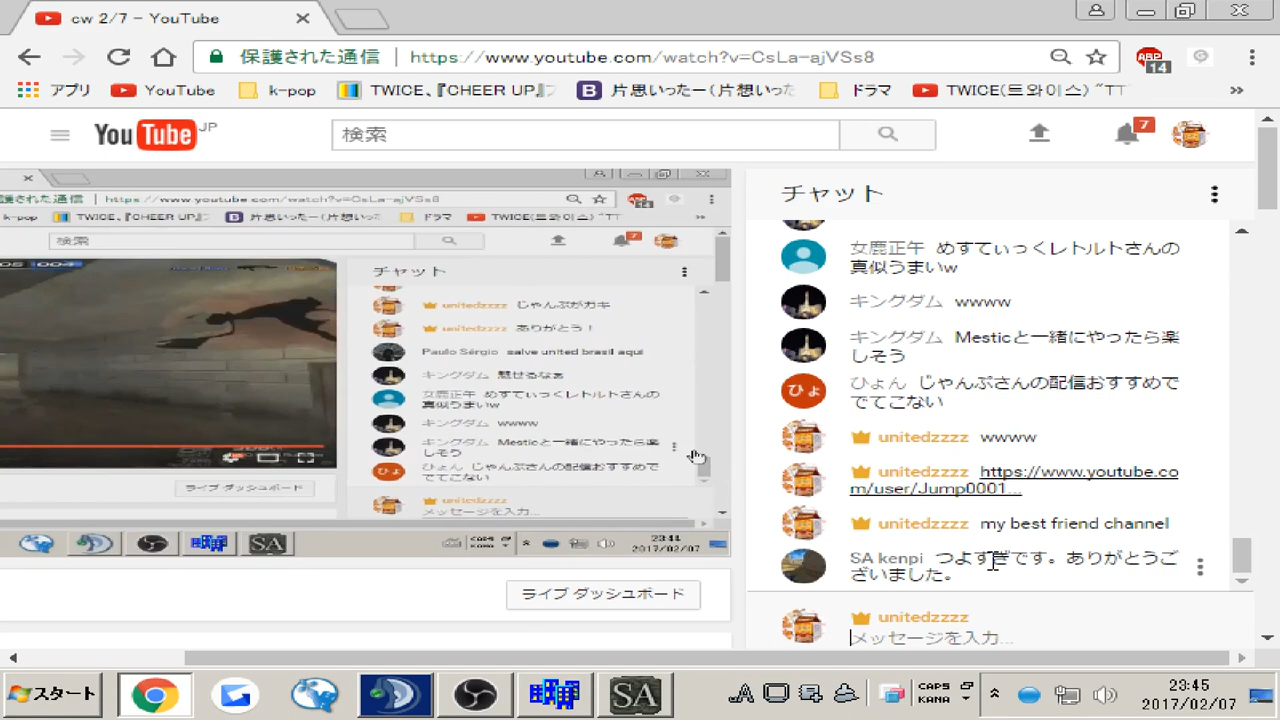 cw 2/7 - YouTube
保護された通信 https://www.youtube.com/watch?v=CsLa-ajVSs8
14
アプリ YouTube k-pop TWICE、『CHEER UP』 片思いったー(片想いった ドラマ TWICE(트와이스) "TT »
YouTube JP 検索 7
保護された通信 https://www.youtube.com/watch?v=CsLa-ajVSs8
k-pop TWICE、『CHEER UP』 片思いったー(片想いった ドラマ TWICE(트와이스) "TT »
検索 7
チャット
unitedzzzz じゃんぷがガキ
unitedzzzz ありがとう!
Paulo Sérgio salve united brasil aqui
キングダム 魅せるなぁ
女鹿正午 めすてぃっくレトルトさんの
真似うまいw
キングダム wwww
キングダム Mesticと一緒にやったら楽
しそう
ひょ ひょん じゃんぷさんの配信おすすめで
でてこない
unitedzzzz
メッセージを入力...
ライブ ダッシュボード
SA CAPS KANA 23:44
2017/02/07
ライブ ダッシュボード
チャット
女鹿正午 めすてぃっくレトルトさんの
真似うまいw
キングダム wwww
キングダム Mesticと一緒にやったら楽
しそう
ひょ ひょん じゃんぷさんの配信おすすめで
でてこない
unitedzzzz wwww
unitedzzzz https://www.youtube.co
m/user/Jump0001...
unitedzzzz my best friend channel
SA kenpi つよすぎです。ありがとうご
ざいました。
unitedzzzz
メッセージを入力...
スタート SA A CAPS KANA 23:45
2017/02/07